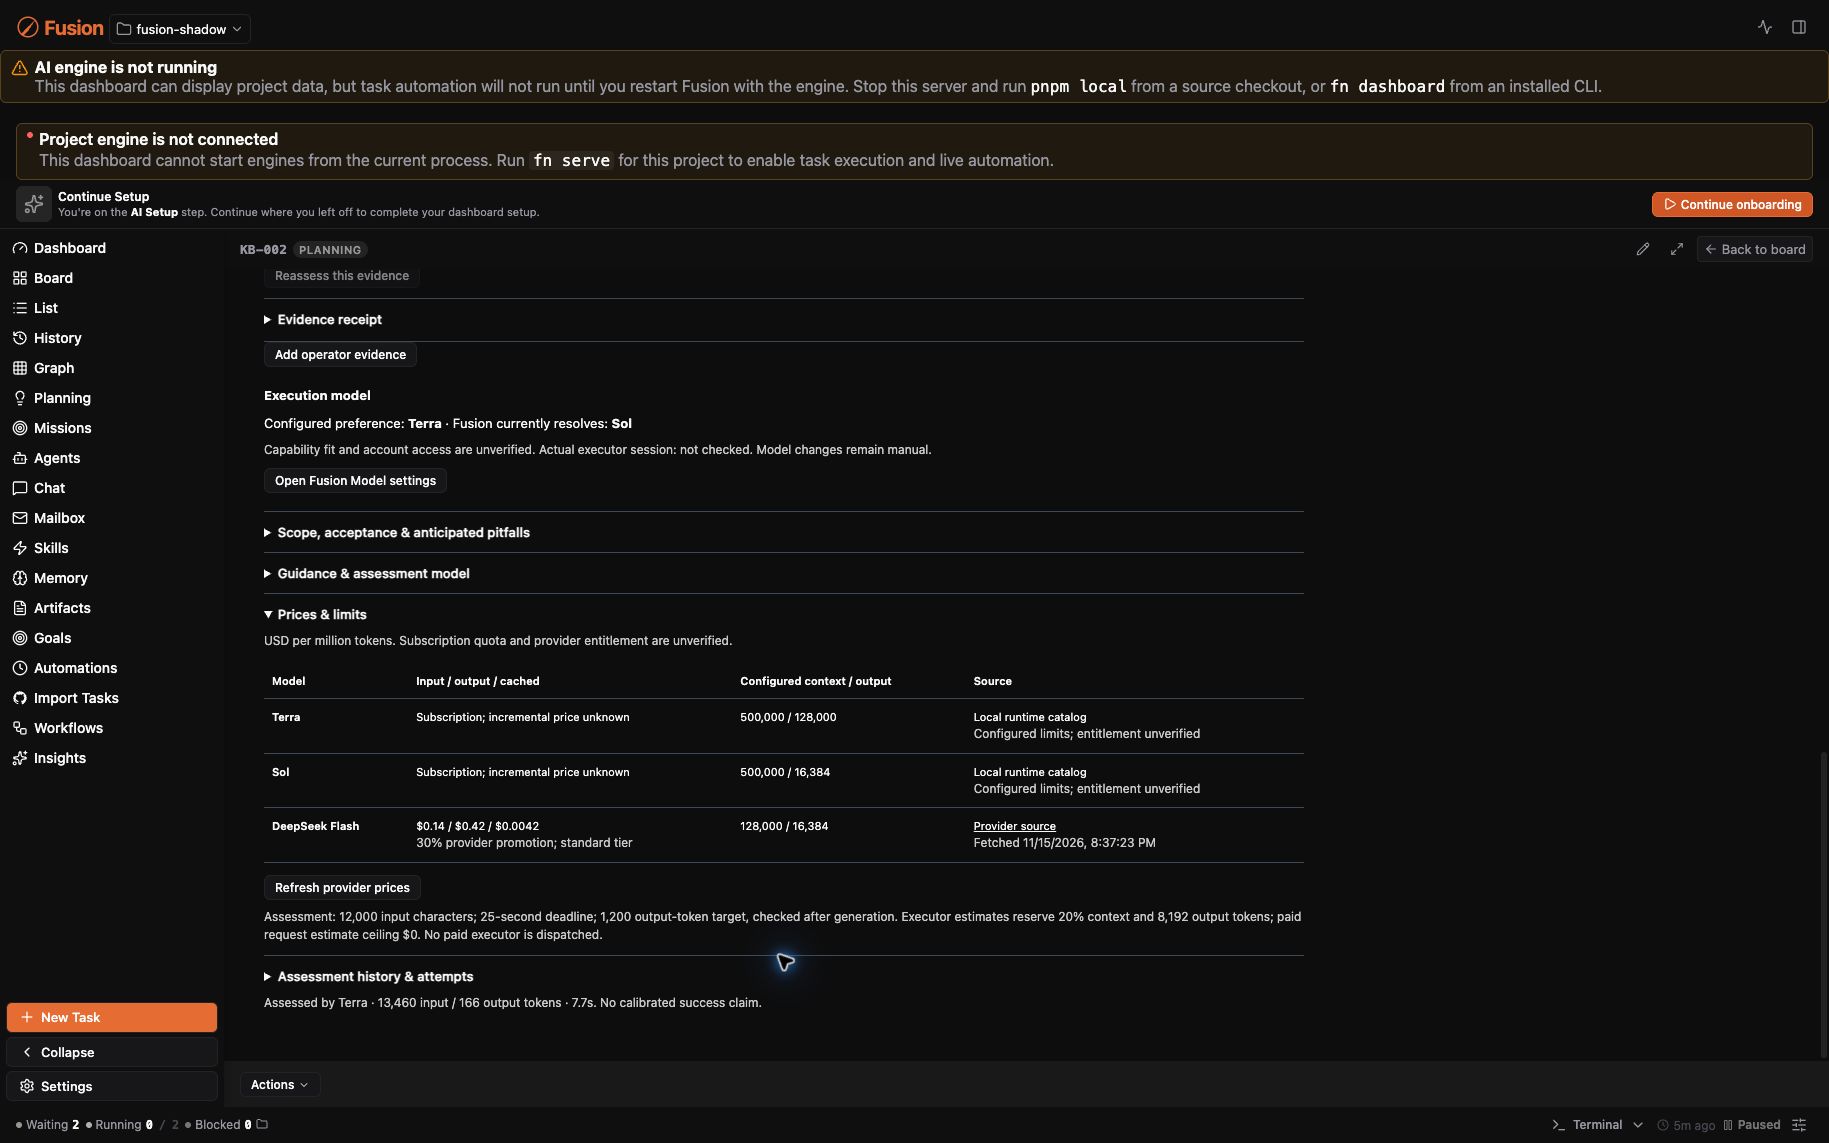 Fusion
fusion-shadow
AI engine is not running
This dashboard can display project data, but task automation will not run until you restart Fusion with the engine. Stop this server and run pnpm local from a source checkout, or fn dashboard from an installed CLI.
Project engine is not connected
This dashboard cannot start engines from the current process. Run fn serve for this project to enable task execution and live automation.
Continue Setup
You're on the AI Setup step. Continue where you left off to complete your dashboard setup.
Continue onboarding
Dashboard
Board
List
History
Graph
Planning
Missions
Agents
Chat
Mailbox
Skills
Memory
Artifacts
Goals
Automations
Import Tasks
Workflows
Insights
New Task
Collapse
Settings
KB-002 PLANNING
Back to board
Reassess this evidence
Evidence receipt
Add operator evidence
Execution model
Configured preference: Terra · Fusion currently resolves: Sol
Capability fit and account access are unverified. Actual executor session: not checked. Model changes remain manual.
Open Fusion Model settings
Scope, acceptance & anticipated pitfalls
Guidance & assessment model
Prices & limits
USD per million tokens. Subscription quota and provider entitlement are unverified.
Model Input / output / cached Configured context / output Source
Terra Subscription; incremental price unknown 500,000 / 128,000 Local runtime catalog
Configured limits; entitlement unverified
Sol Subscription; incremental price unknown 500,000 / 16,384 Local runtime catalog
Configured limits; entitlement unverified
DeepSeek Flash $0.14 / $0.42 / $0.0042 128,000 / 16,384 Provider source
30% provider promotion; standard tier Fetched 11/15/2026, 8:37:23 PM
Refresh provider prices
Assessment: 12,000 input characters; 25-second deadline; 1,200 output-token target, checked after generation. Executor estimates reserve 20% context and 8,192 output tokens; paid
request estimate ceiling $0. No paid executor is dispatched.
Assessment history & attempts
Assessed by Terra · 13,460 input / 166 output tokens · 7.7s. No calibrated success claim.
Actions
Waiting 2 Running 0 / 2 Blocked 0
Terminal 5m ago Paused